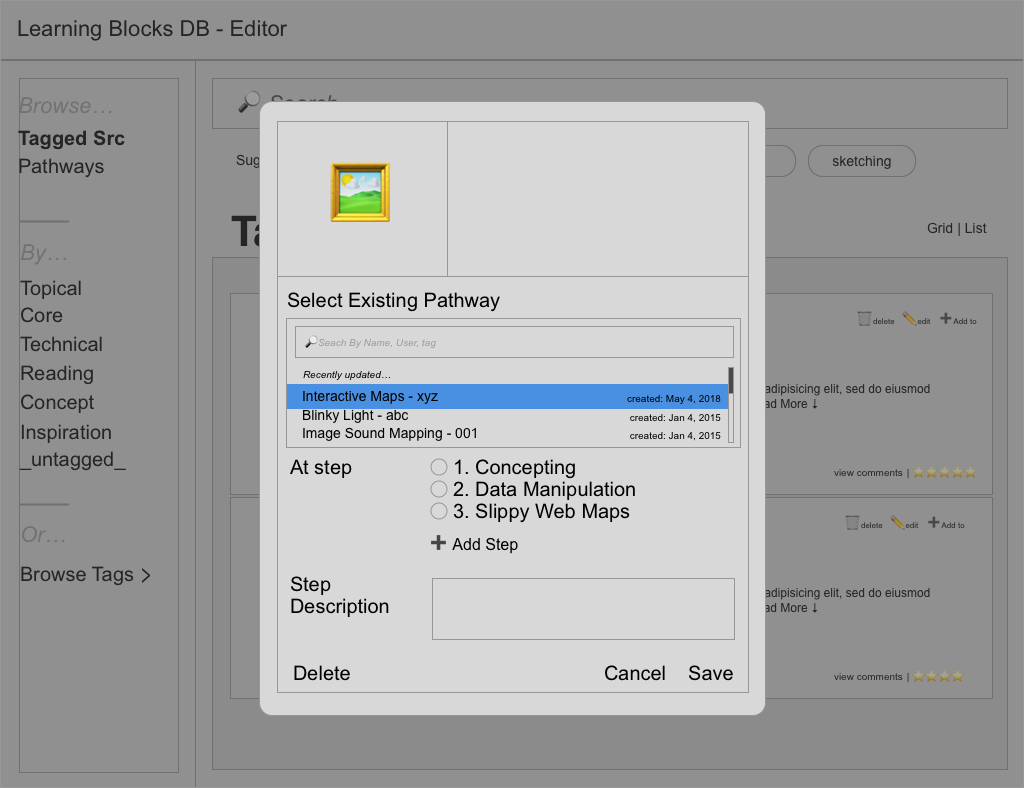 Learning Blocks DB - Editor
Browse...
Tagged Src
Pathways
By...
Topical
Core
Technical
Reading
Concept
Inspiration
_untagged_
Or...
Browse Tags >
Search
Sug
sketching
Ta
Grid | List
delete edit Add to
adipisicing elit, sed do eiusmod
ad More ↓
view comments |
delete edit Add to
adipisicing elit, sed do eiusmod
ad More ↓
view comments |
Select Existing Pathway
Seach By Name, User, tag
Recently updated...
Interactive Maps - xyz created: May 4, 2018
Blinky Light - abc created: Jan 4, 2015
Image Sound Mapping - 001 created: Jan 4, 2015
At step
1. Concepting
2. Data Manipulation
3. Slippy Web Maps
Add Step
Step
Description
Delete Cancel Save